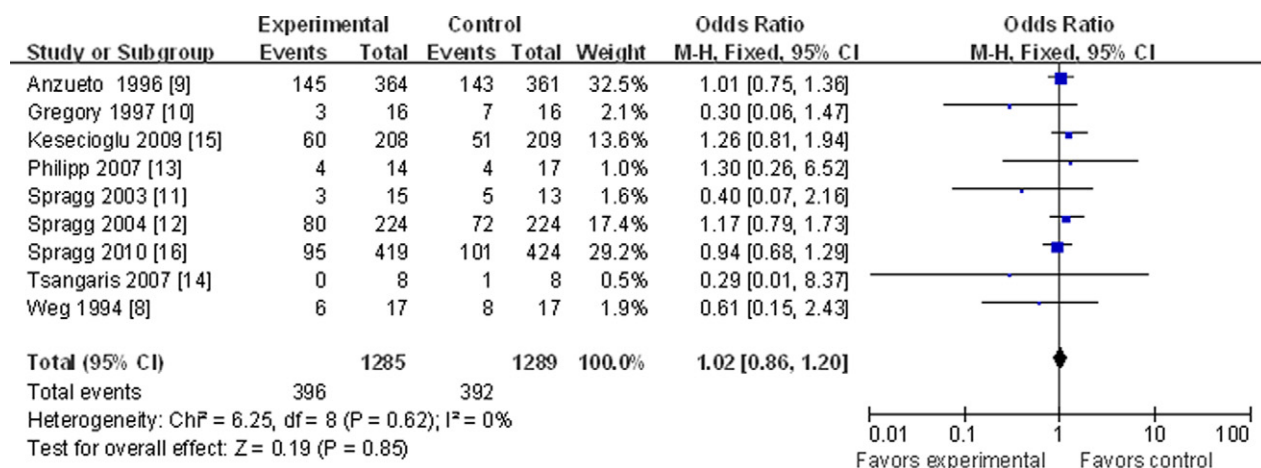 Experimental Control Odds Ratio Odds Ratio
Study or Subgroup Events Total Events Total Weight M-H, Fixed, 95% CI M-H, Fixed, 95% CI
Anzueto 1996 [9] 145 364 143 361 32.5% 1.01 [0.75, 1.36]
Gregory 1997 [10] 3 16 7 16 2.1% 0.30 [0.06, 1.47]
Kesecioglu 2009 [15] 60 208 51 209 13.6% 1.26 [0.81, 1.94]
Philipp 2007 [13] 4 14 4 17 1.0% 1.30 [0.26, 6.52]
Spragg 2003 [11] 3 15 5 13 1.6% 0.40 [0.07, 2.16]
Spragg 2004 [12] 80 224 72 224 17.4% 1.17 [0.79, 1.73]
Spragg 2010 [16] 95 419 101 424 29.2% 0.94 [0.68, 1.29]
Tsangaris 2007 [14] 0 8 1 8 0.5% 0.29 [0.01, 8.37]
Weg 1994 [8] 6 17 8 17 1.9% 0.61 [0.15, 2.43]
Total (95% CI) 1285 1289 100.0% 1.02 [0.86, 1.20]
Total events 396 392
Heterogeneity: Chi² = 6.25, df = 8 (P = 0.62); I² = 0%
Test for overall effect: Z = 0.19 (P = 0.85)
0.01 0.1 1 10 100
Favors experimental Favors control